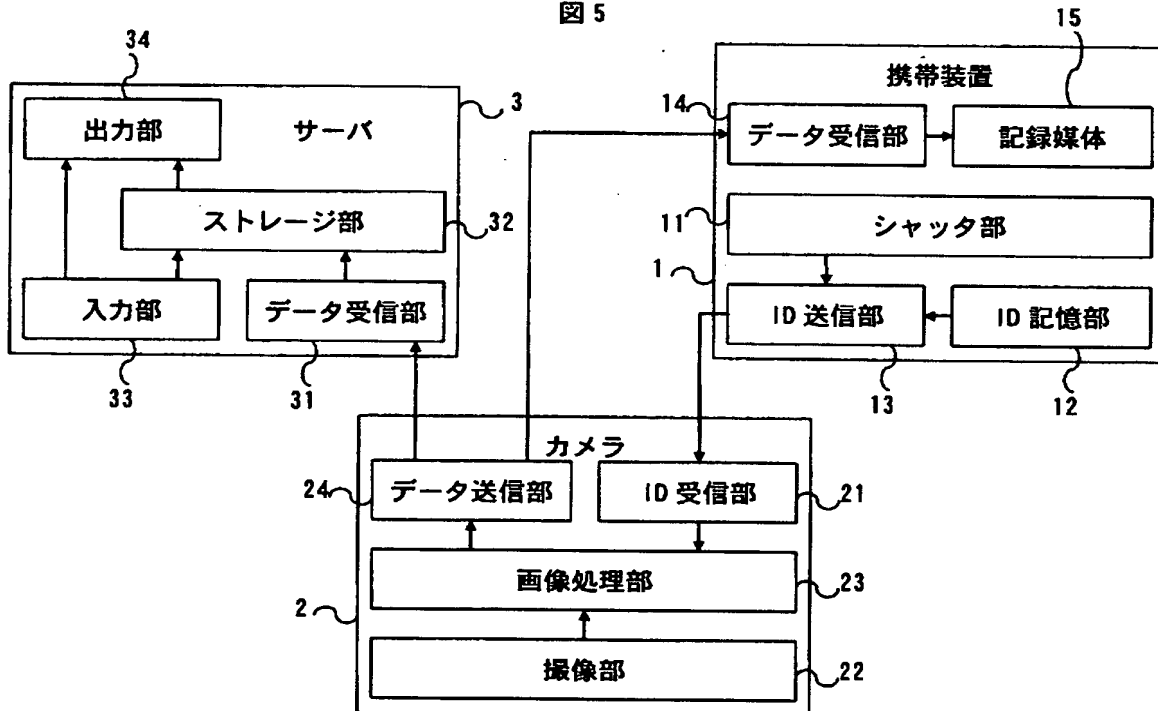 図5
34
3
出力部
サーバ
ストレージ部
32
入力部
データ受信部
33
31
15
携帯装置
14
データ受信部
記録媒体
11
シャッタ部
1
ID 送信部
ID 記憶部
13
12
カメラ
24
データ送信部
ID 受信部
21
画像処理部
23
2
撮像部
22